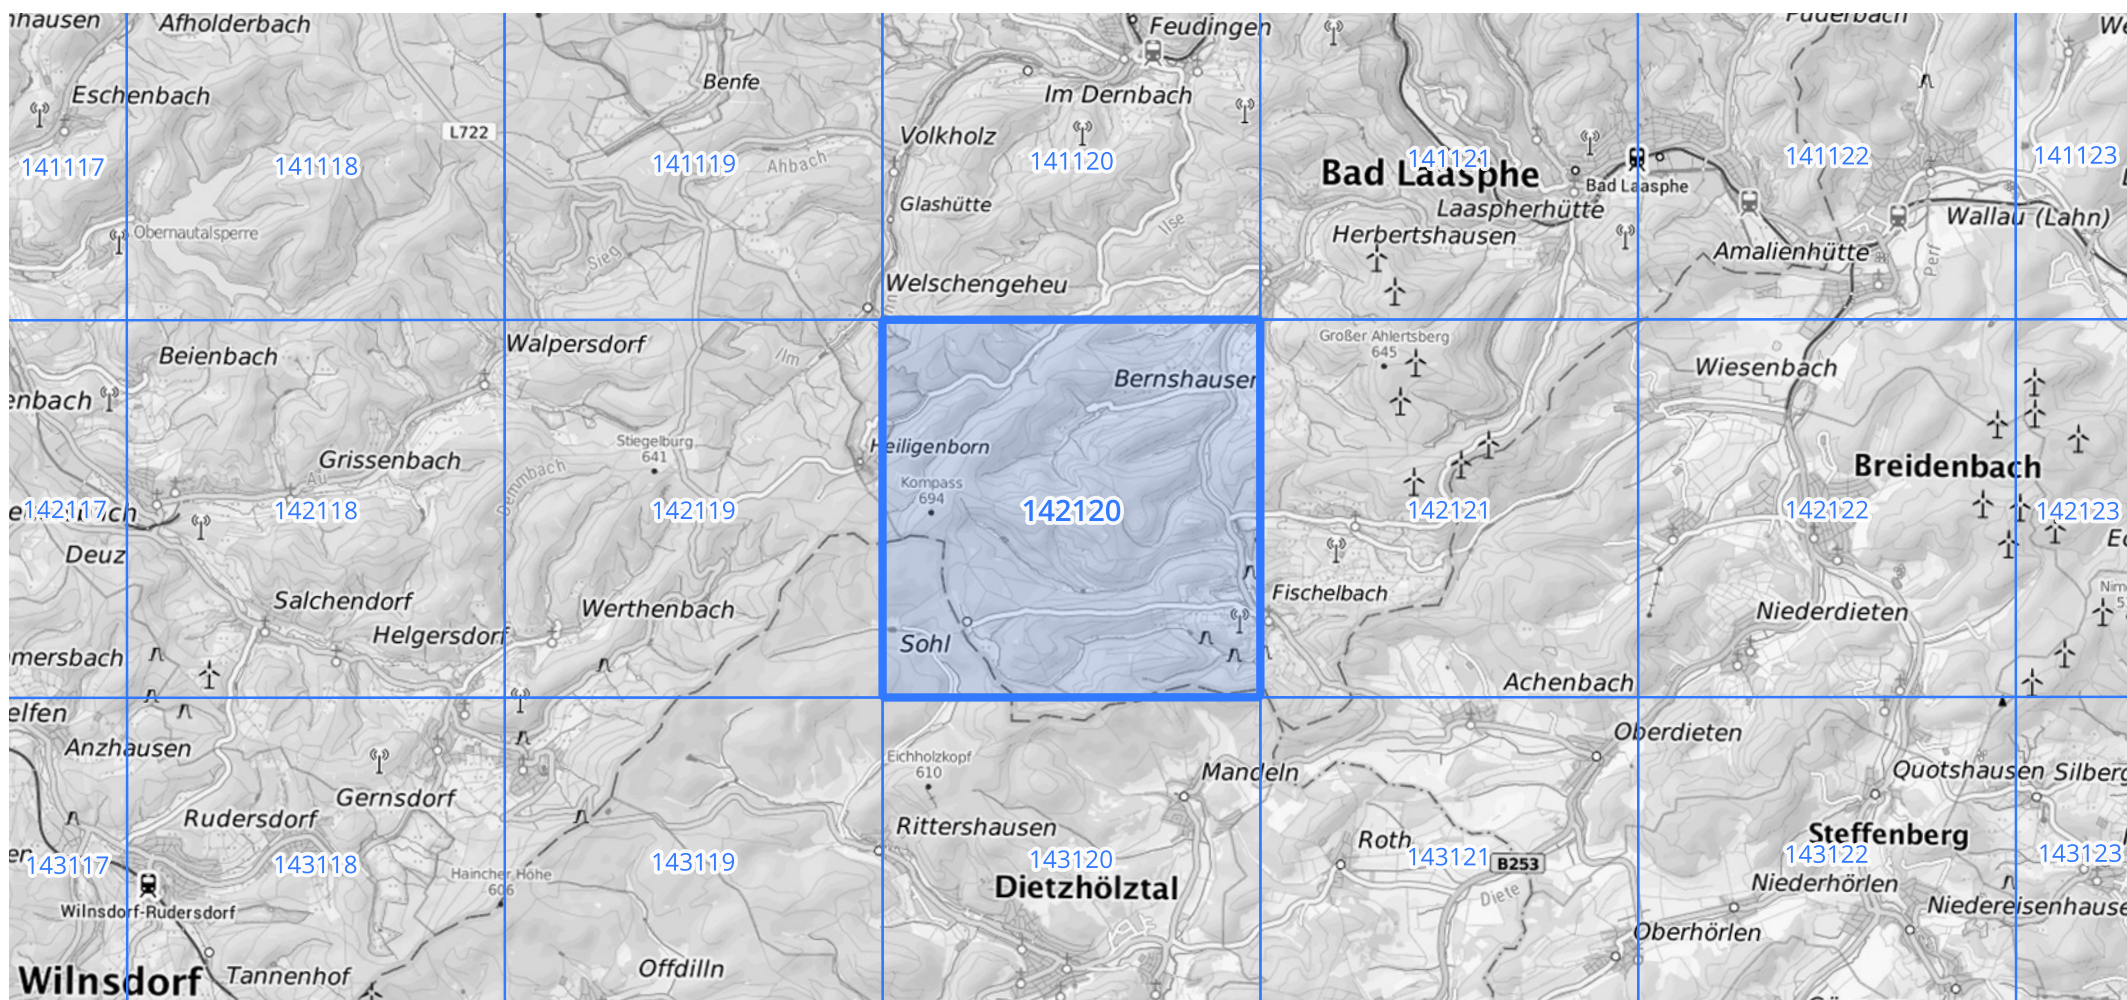 Afholderbach
Feudingen
Puderbach
Benfe
Eschenbach
Im Dernbach
L722
Volkholz
141117
141118
141119
Ahbach
141120
141121
141122
141123
Bad Laasphe
Bad Laasphe
Glashütte
Laaspherhütte
Wallau (Lahn)
Obernautalsperre
Ilse
Herbertshausen
Sieg
Amalienhütte
Perf
Welschengeheu
Beienbach
Walpersdorf
Ilm
Großer Ahlertsberg
645
Wiesenbach
Bernshausen
enbach
Stiegelburg
641
Heiligenborn
Grissenbach
Au
Breidenbach
Kompass
694
142117
142118
142119
142120
142121
142122
142123
Deuz
Fischelbach
Salchendorf
Werthenbach
Niederdieten
Helgersdorf
Sohl
mersbach
Achenbach
elfen
Anzhausen
Oberdieten
Eichholzkopf
610
Mandeln
Quotshausen
Silberg
Gernsdorf
Rudersdorf
Rittershausen
Roth
Steffenberg
143117
143118
143119
143120
143121
B253
143122
143123
Haincher Höhe
606
Dietzhölztal
Niederhörlen
Diete
Wilnsdorf-Rudersdorf
Niedereisenhause
Oberhörlen
Wilnsdorf
Tannenhof
Offdilln